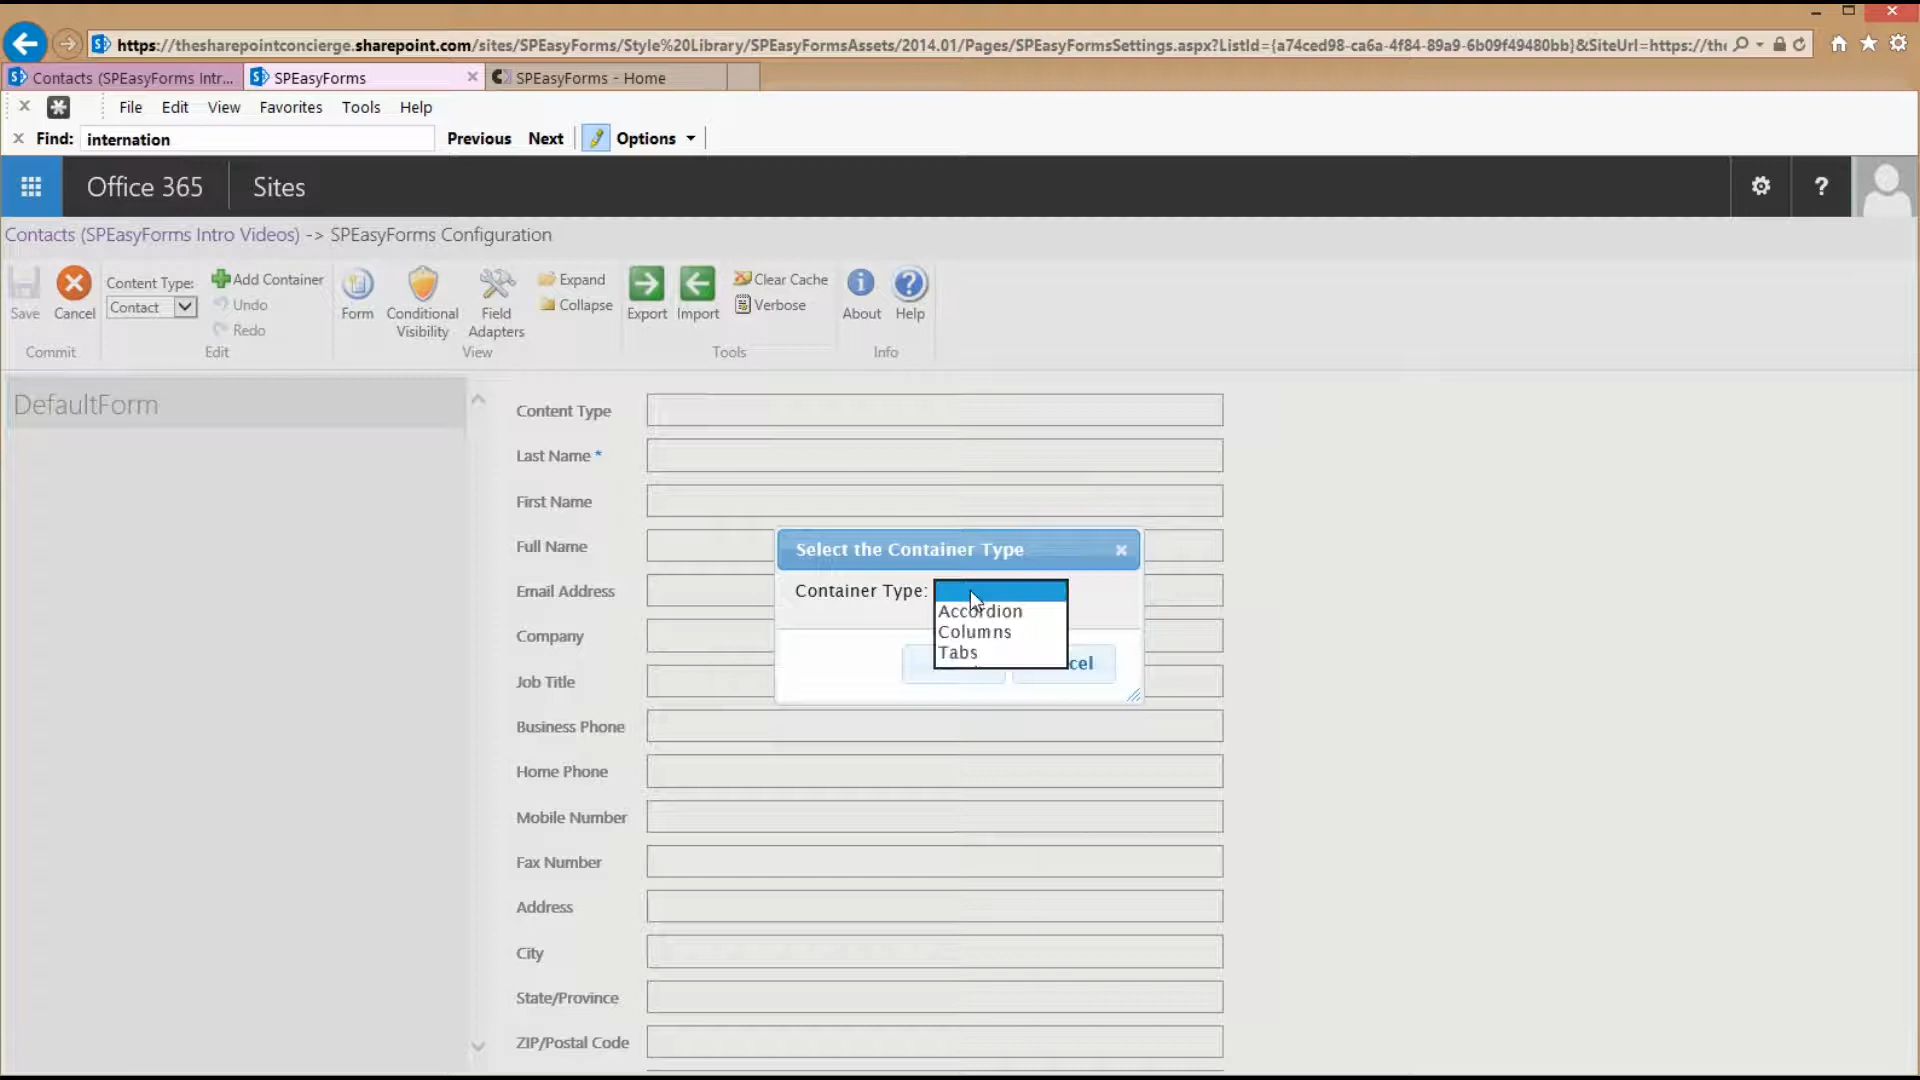 https://thesharepointconcierge.sharepoint.com/sites/SPEasyForms/Style%20Library/SPEasyFormsAssets/2014.01/Pages/SPEasyFormsSettings.aspx?ListId={a74ced98-ca6a-4f84-89a9-6b09f49480bb}&SiteUrl=https://the
Contacts (SPEasyForms Intr... SPEasyForms SPEasyForms - Home
File Edit View Favorites Tools Help
Find: internation Previous Next Options
Office 365 Sites ?
Contacts (SPEasyForms Intro Videos) -> SPEasyForms Configuration
Save
Cancel
Commit
Content Type:
Contact
Add Container
Undo
Redo
Edit
Form
Conditional
Visibility
Field
Adapters
Expand
Collapse
View
Export
Import
Clear Cache
Verbose
Tools
About
Help
Info
DefaultForm
Content Type
Last Name *
First Name
Full Name
Email Address
Company
Job Title
Business Phone
Home Phone
Mobile Number
Fax Number
Address
City
State/Province
ZIP/Postal Code
Select the Container Type
Container Type:
Accordion
Columns
Tabs
cel